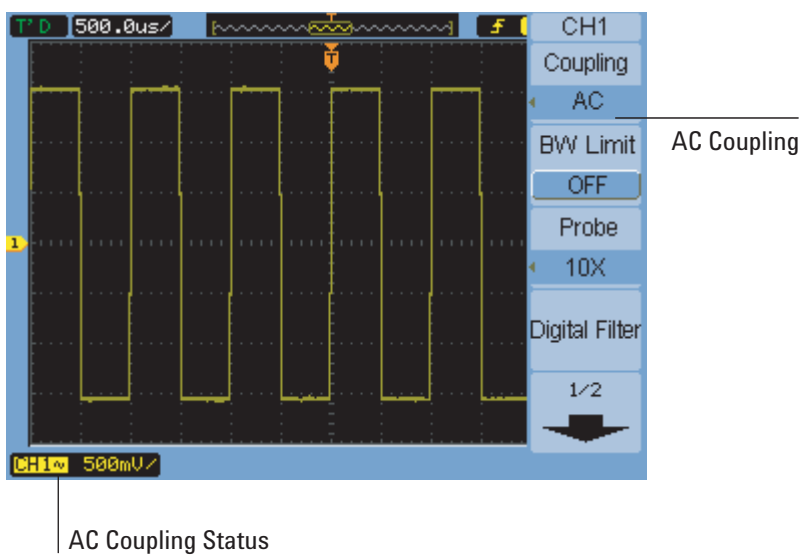 T'D 500.0us/
CH1
Coupling
AC
BW Limit
OFF
Probe
10X
Digital Filter
1/2
T
T
1
CH1~ 500mV/
AC Coupling
AC Coupling Status